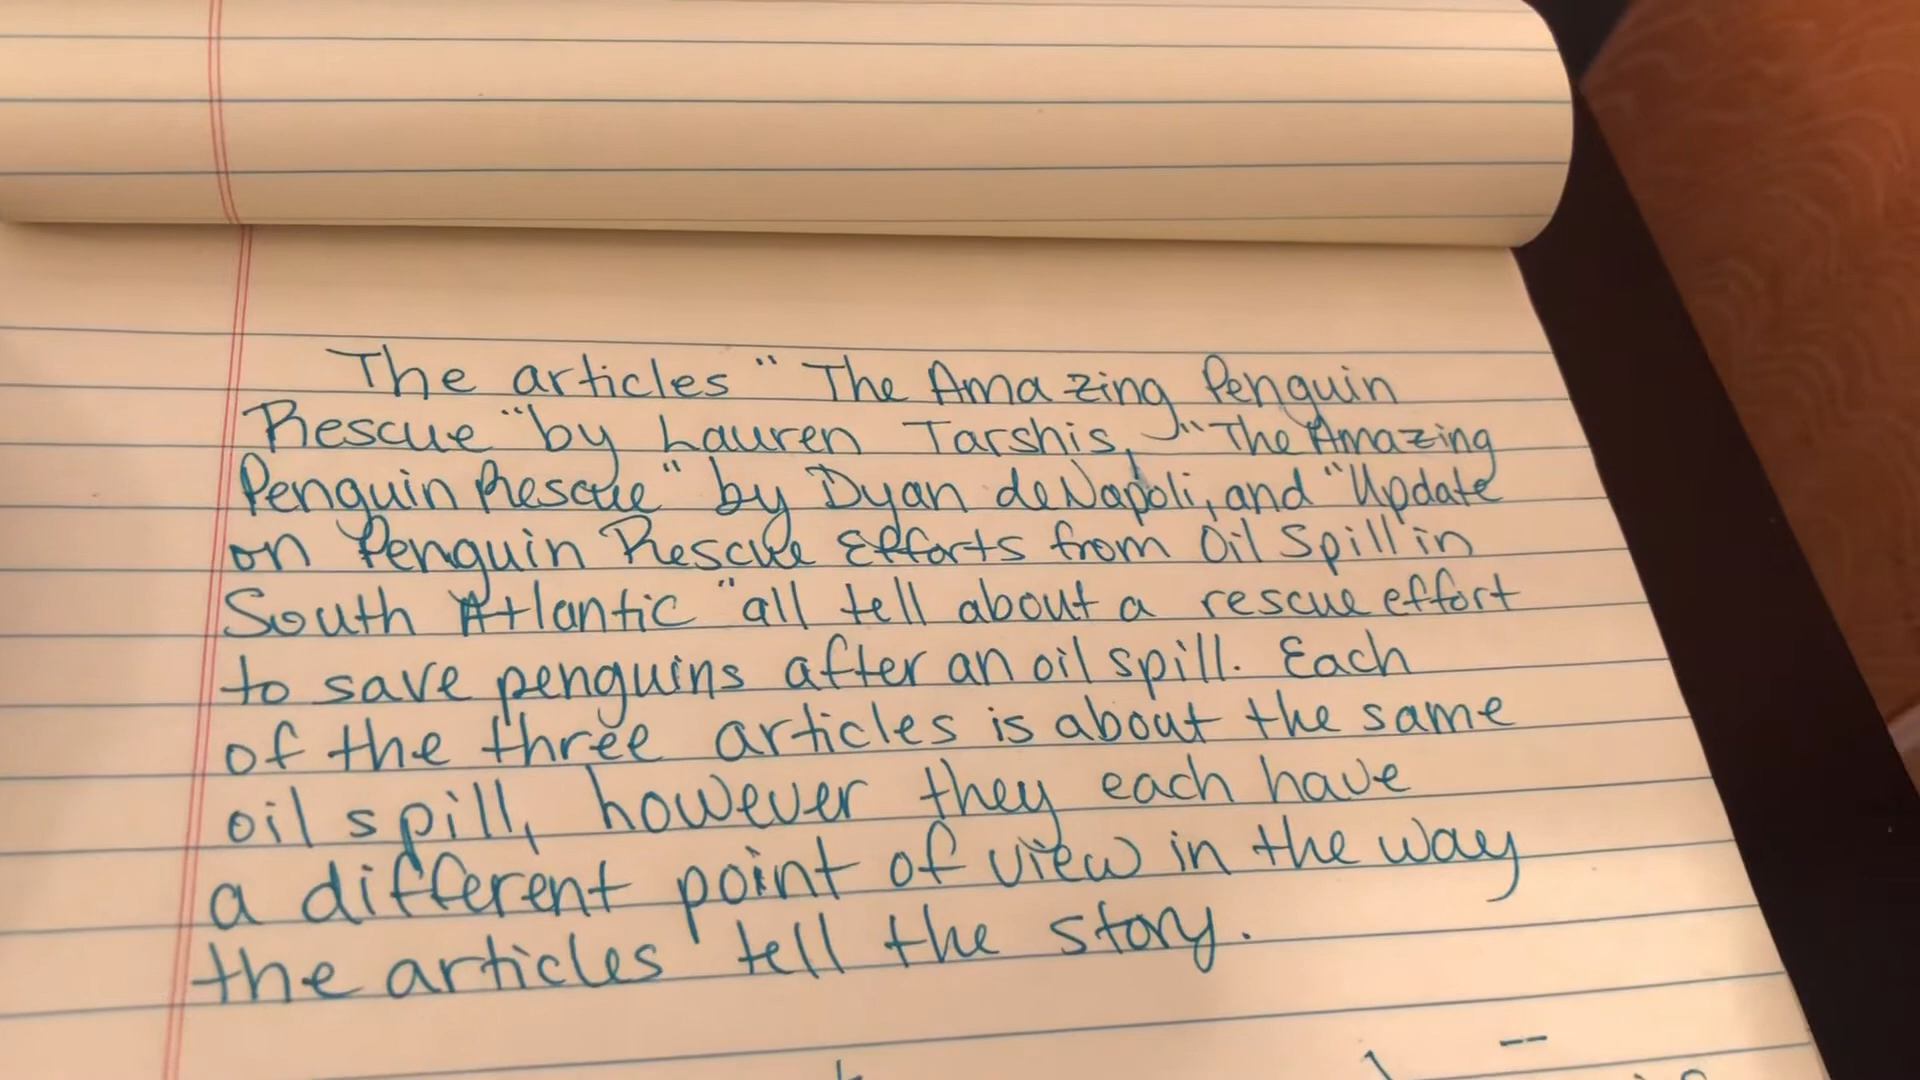 The articles "The Amazing Penguin
Rescue" by Lauren Tarshis, "The Amazing
Penguin Rescue" by Dyan deNapoli, and "Update
on Penguin Rescue Efforts from Oil Spill in
South Atlantic" all tell about a rescue effort
to save penguins after an oil spill. Each
of the three articles is about the same
oil spill, however they each have
a different point of view in the way
the articles tell the story.